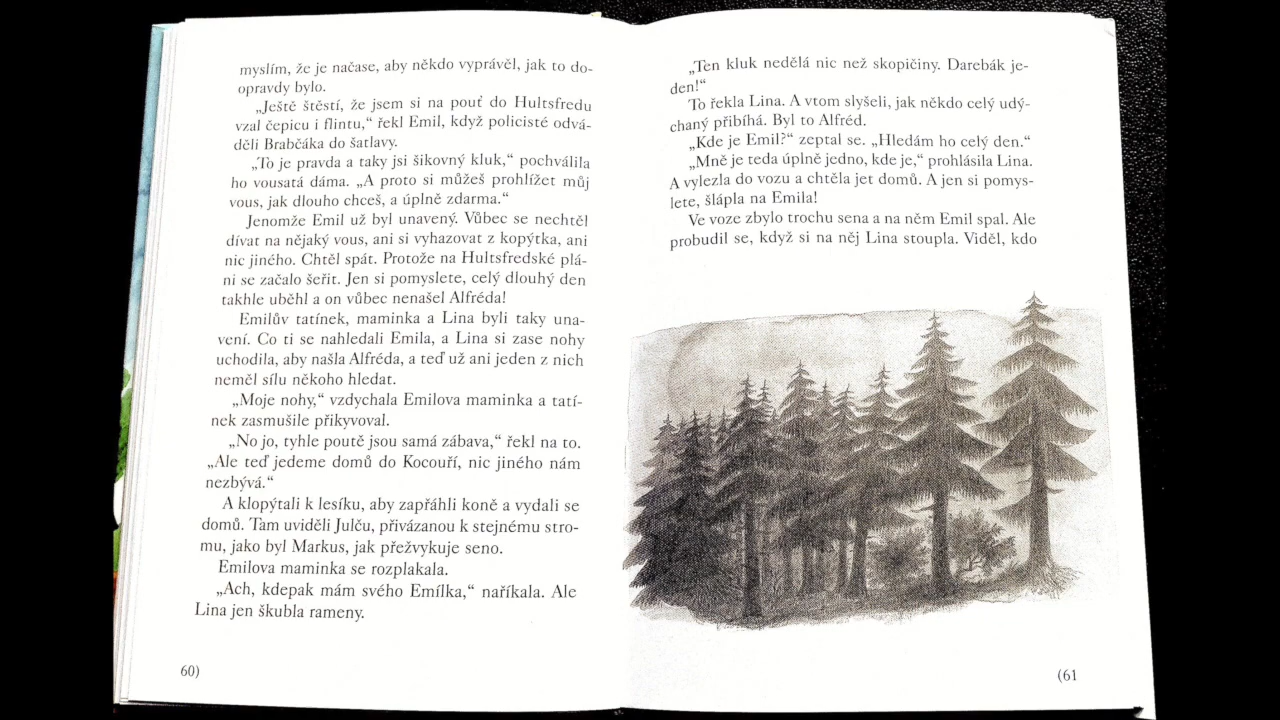 myslím, že je načase, aby někdo vyprávěl, jak to do-
opravdy bylo.
„Ještě štěstí, že jsem si na pouť do Hultsfredu
vzal čepici i flintu,“ řekl Emil, když policisté odvá-
děli Brabčáka do šatlavy.
„To je pravda a taky jsi šikovný kluk,“ pochválila
ho vousatá dáma. „A proto si můžeš prohlížet můj
vous, jak dlouho chceš, a úplně zdarma.“
Jenomže Emil už byl unavený. Vůbec se nechtěl
dívat na nějaký vous, ani si vyhazovat z kopýtka, ani
nic jiného. Chtěl spát. Protože na Hultsfredské plá-
ni se začalo šeřit. Jen si pomyslete, celý dlouhý den
takhle uběhl a on vůbec nenašel Alfréda!
Emilův tatínek, maminka a Lina byli taky una-
vení. Co ti se nahledali Emila, a Lina si zase nohy
uchodila, aby našla Alfréda, a teď už ani jeden z nich
neměl sílu někoho hledat.
„Moje nohy,“ vzdychala Emilova maminka a tatí-
nek zasmušile přikyvoval.
„No jo, tyhle poutě jsou samá zábava,“ řekl na to.
„Ale teď jedeme domů do Kocouří, nic jiného nám
nezbývá.“
A klopýtali k lesíku, aby zapřáhli koně a vydali se
domů. Tam uviděli Julču, přivázanou k stejnému stro-
mu, jako byl Markus, jak přežvykuje seno.
Emilova maminka se rozplakala.
„Ach, kdepak mám svého Emílka,“ naříkala. Ale
Lina jen škubla rameny.
60)
„Ten kluk nedělá nic než skopičiny. Darebák je-
den!“
To řekla Lina. A vtom slyšeli, jak někdo celý udý-
chaný přibíhá. Byl to Alfréd.
„Kde je Emil?“ zeptal se. „Hledám ho celý den.“
„Mně je teda úplně jedno, kde je,“ prohlásila Lina.
A vylezla do vozu a chtěla jet domů. A jen si pomys-
lete, šlápla na Emila!
Ve voze zbylo trochu sena a na něm Emil spal. Ale
probudil se, když si na něj Lina stoupla. Viděl, kdo
(61